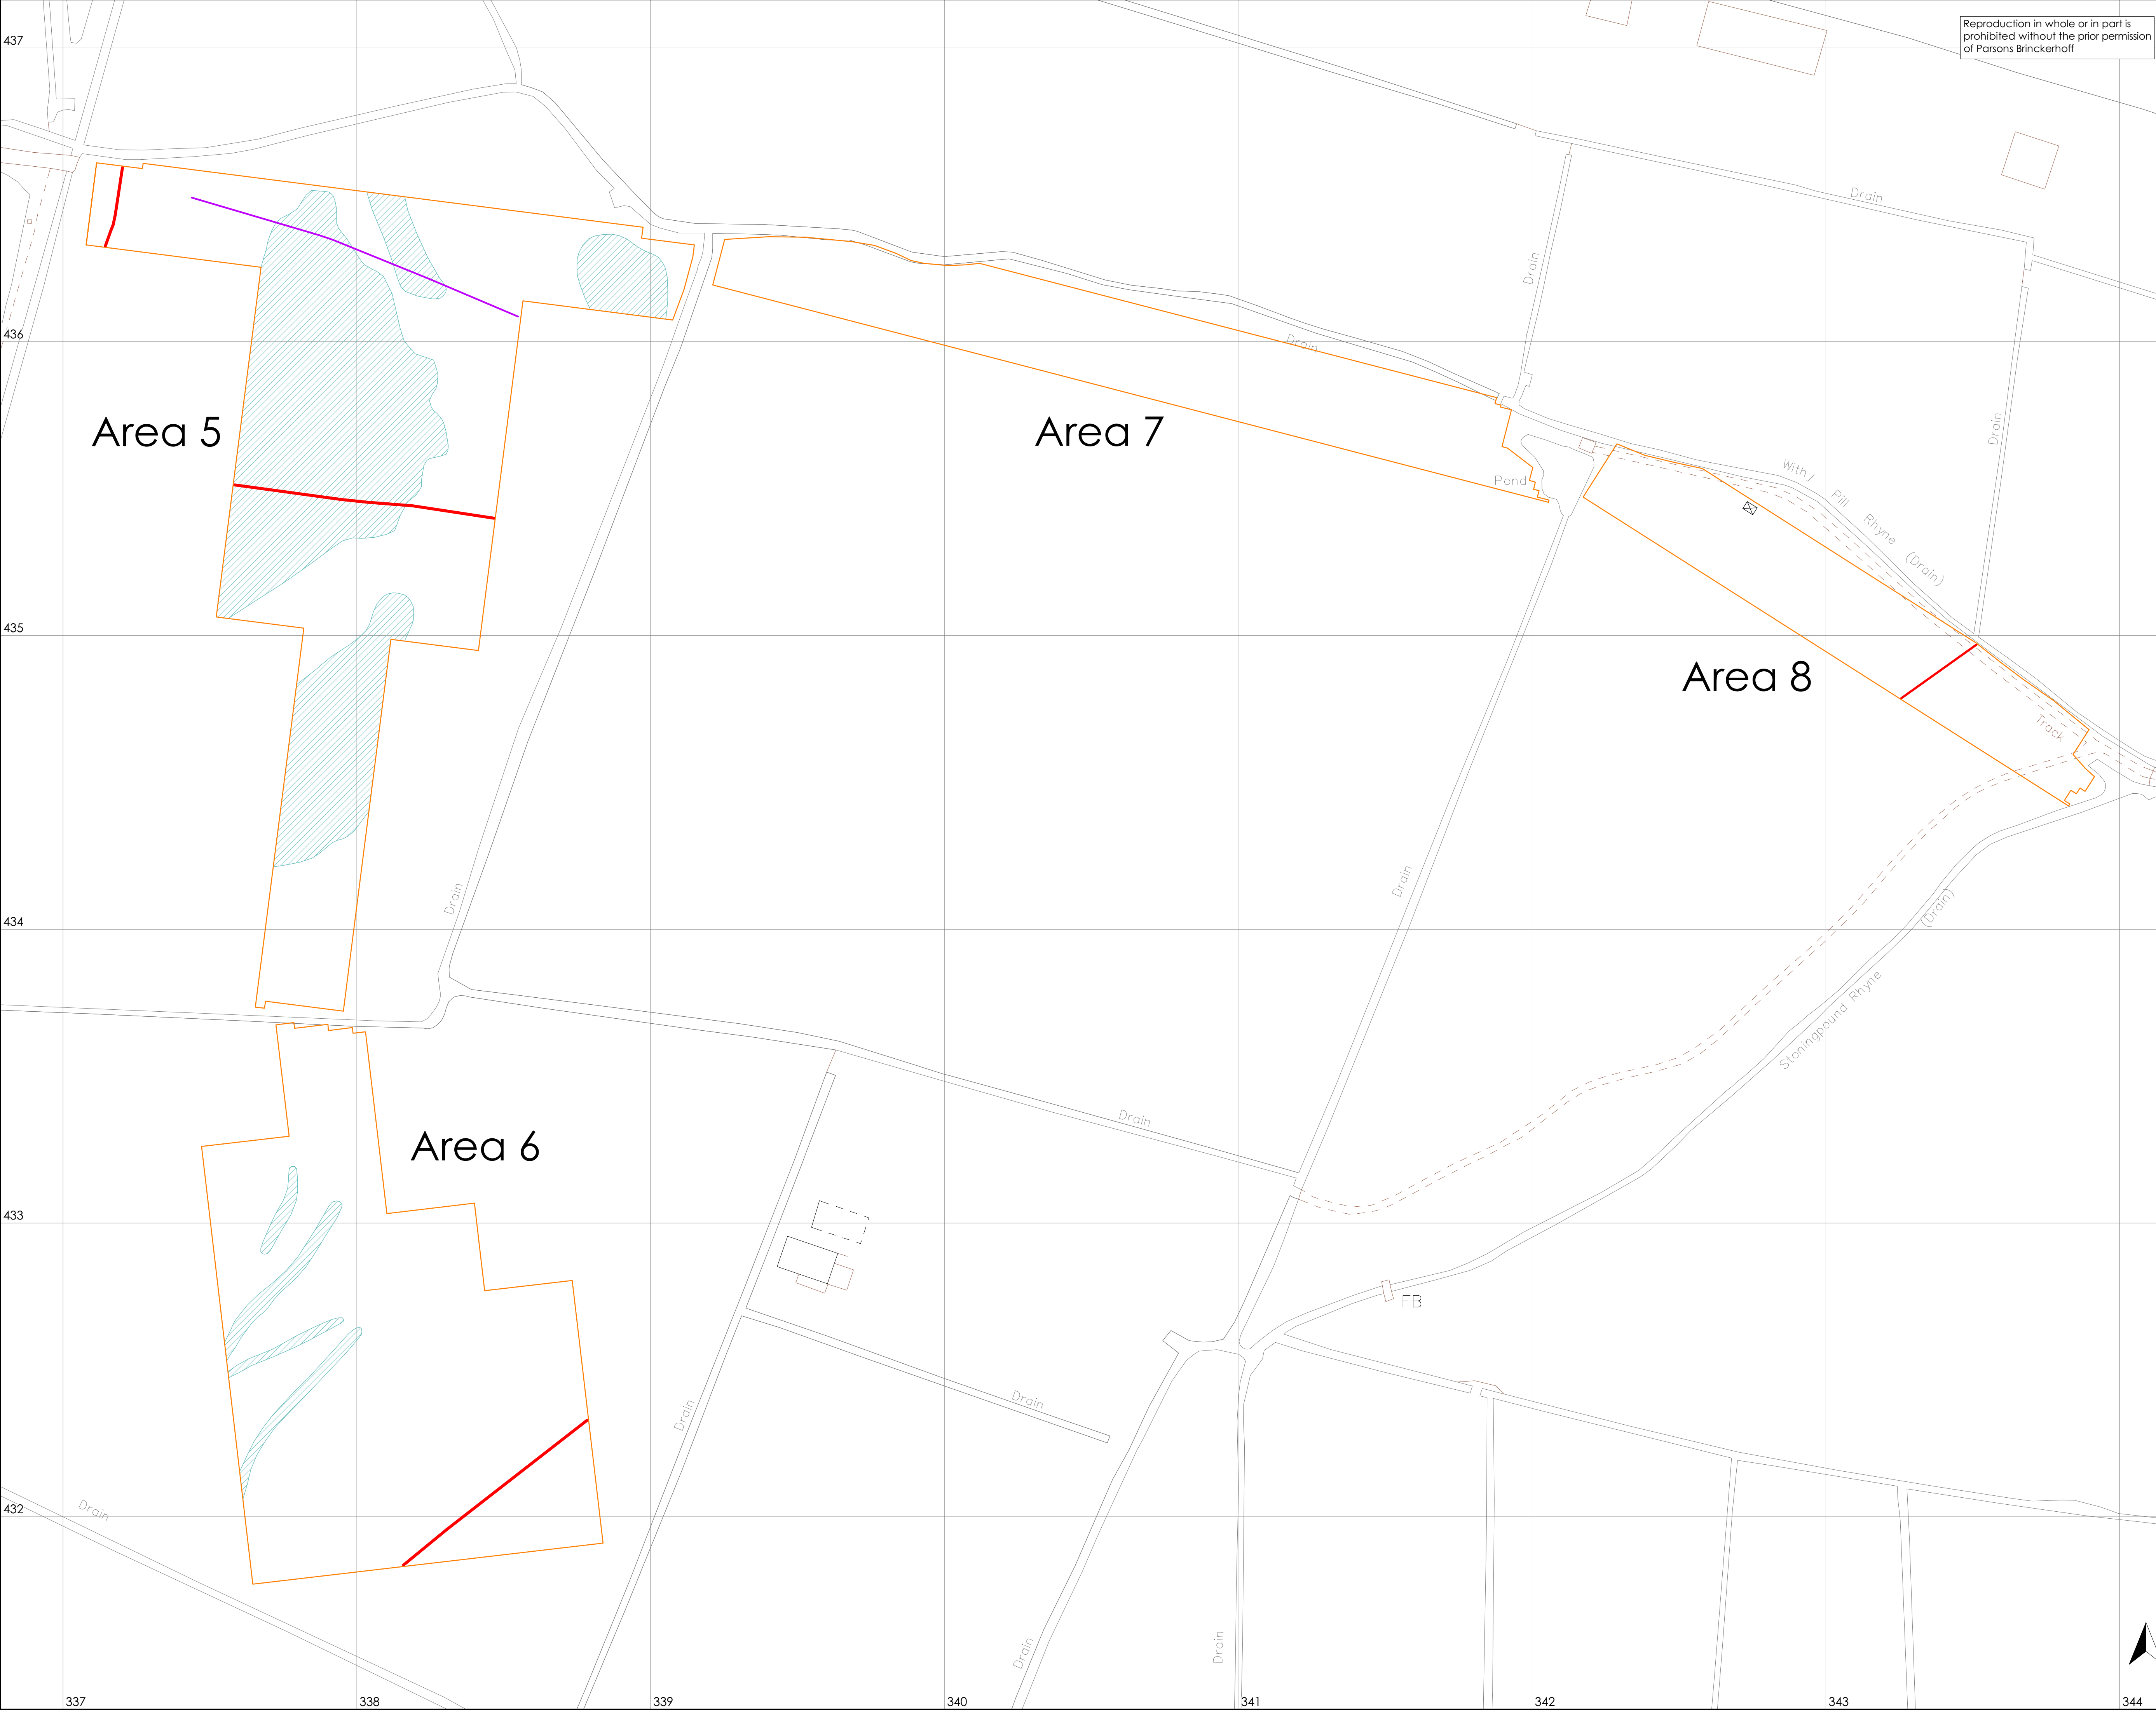 Reproduction in whole or in part is
prohibited without the prior permission
of Parsons Brinckerhoff
437
Drain
Drain
436
Drain
Area 5
Area 7
Drain
Withy Pill Rhyne (Drain)
Pond
435
Area 8
Track
Drain
Drain
434
(Drain)
Stoningpound Rhyne
Drain
Area 6
433
FB
Drain
Drain
432
Drain
Drain
Drain
337
338
339
340
341
342
343
344